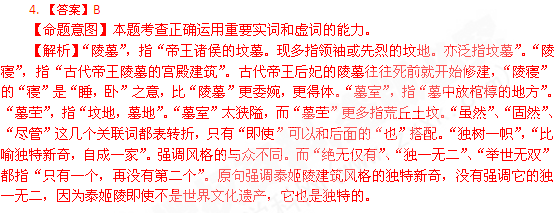 4. 【答案】B
【命题意图】本题考查正确运用重要实词和虚词的能力。
【解析】“陵墓”，指“帝王诸侯的坟墓。现多指领袖或先烈的坟地。亦泛指坟墓”。“陵
寝”，指“古代帝王陵墓的宫殿建筑”。古代帝王后妃的陵墓往往死前就开始修建，“陵寝”
的“寝”是“睡，卧”之意，比“陵墓”更委婉，更得体。“墓室”，指“墓中放棺椁的地方”。
“墓茔”，指“坟地，墓地”。“墓室”太狭隘，而“墓茔”更多指荒丘土坟。“虽然”、“固然”、
“尽管”这几个关联词都表转折，只有“即使”可以和后面的“也”搭配。“独树一帜”，“比
喻独特新奇，自成一家”。强调风格的与众不同。而“绝无仅有”、“独一无二”、“举世无双”
都指“只有一个，再没有第二个”。原句强调泰姬陵建筑风格的独特新奇，没有强调它的独
一无二，因为泰姬陵即使不是世界文化遗产，它也是独特的。